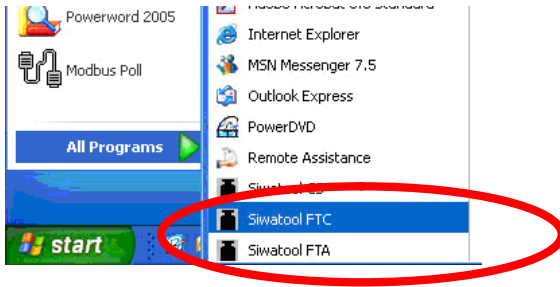 Powerword 2005
Modbus Poll
All Programs
start
Internet Explorer
MSN Messenger 7.5
Outlook Express
PowerDVD
Remote Assistance
Siwatool
Siwatool FTC
Siwatool FTA